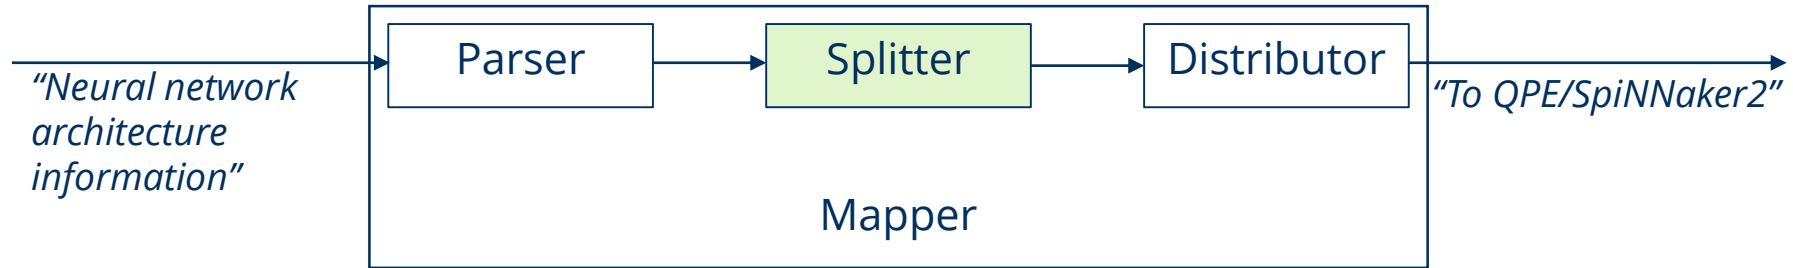 Parser
Splitter
Distributor
“Neural network
architecture
information”
“To QPE/SpiNNaker2”
Mapper